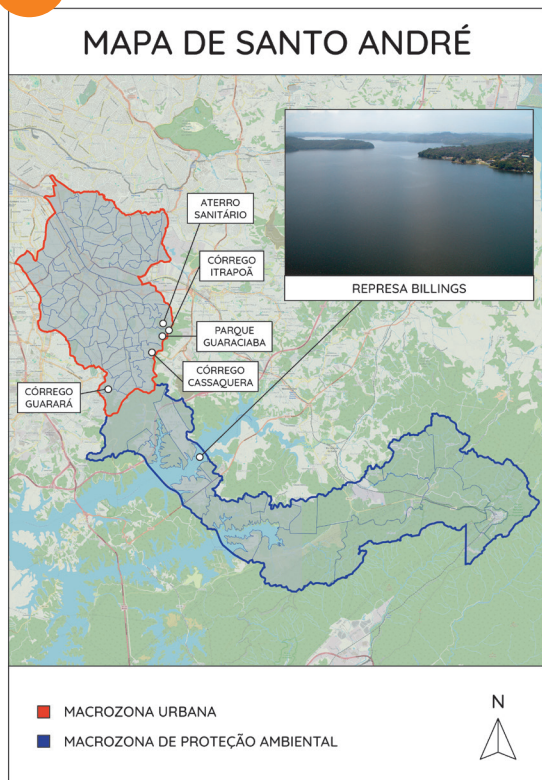 MAPA DE SANTO ANDRÉ
ATERRO
SANITÁRIO
CÓRREGO
ITRAPOÃ
REPRESA BILLINGS
PARQUE
GUARACIABA
CÓRREGO
CASSAQUERA
CÓRREGO
GUARARÁ
MACROZONA URBANA
MACROZONA DE PROTEÇÃO AMBIENTAL
N